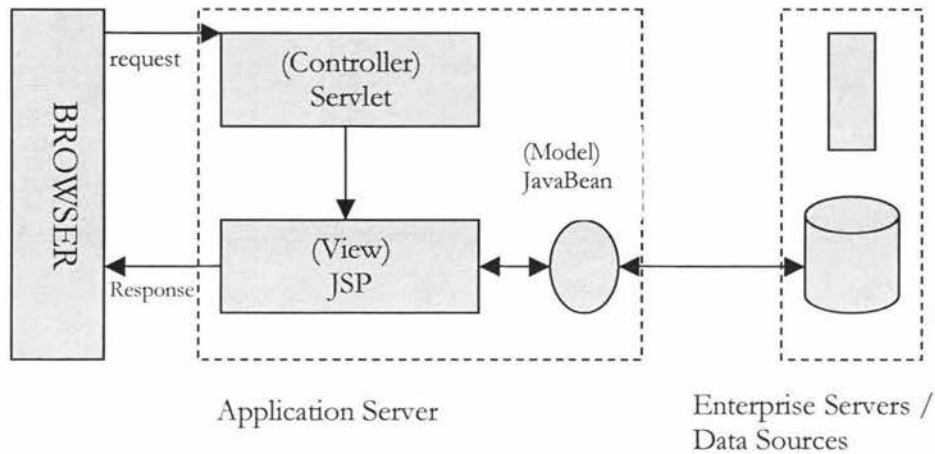 BROWSER
request
(Controller)
Servlet
(Model)
JavaBean
(View)
JSP
Response
Application Server
Enterprise Servers /
Data Sources